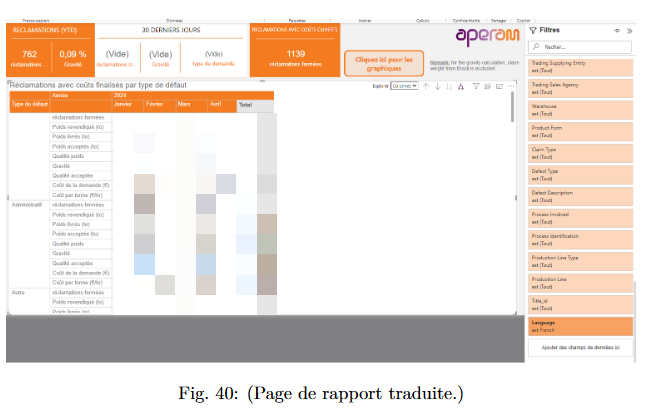 Presse-papiers Données Requêtes Insérer Calculs Confidentialité Partager Copilot
RECLAMATIONS (YTD)
30 DERNIERS JOURS
RECLAMATIONS AVEC COÛTS OUVERTS
aperam
762
réclamations ...
0,09 %
Gravité
(Vide)
réclamations cr...
(Vide)
Gravité
(Vide)
type de demande
1139
réclamations fermées
Cliquez ici pour les
graphiques
Remark: for the gravity calculation, claim
weight from Brazil is excluded
Réclamations avec coûts finalisés par type de défaut
Année 2024
Type de défaut Janvier Février Mars Avril Total
réclamations fermées
Poids revendiqué (to)
Poids livrée (to)
Poids acceptés (to)
Qualité poids
Gravité
Qualité acceptée
Coût de la demande (€)
Coût par tonne (€/to)
Administratif réclamations fermées
Poids revendiqué (to)
Poids livrée (to)
Poids acceptés (to)
Qualité poids
Gravité
Qualité acceptée
Coût de la demande (€)
Coût par tonne (€/to)
Autre réclamations fermées
Poids revendiqué (to)
Poids livrée (to)
Filtres
Recher...
Trading Supplying Entity
est (Tout)
Trading Sales Agency
est (Tout)
Warehouse
est (Tout)
Product Form
est (Tout)
Claim Type
est (Tout)
Defect Type
est (Tout)
Defect Description
est (Tout)
Process Involved
est (Tout)
Process identification
est (Tout)
Production Line Type
est (Tout)
Production Line
est (Tout)
Title_id
est (Tout)
Language
est French
Ajouter des champs de données ici
Fig. 40: (Page de rapport traduite.)